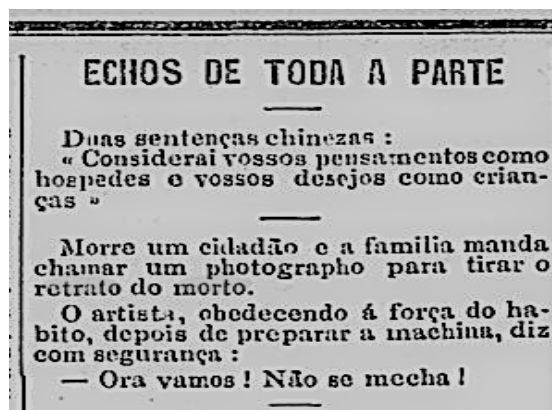 ECHOS DE TODA A PARTE
Duas sentenças chinezas :
« Considerai vossos pensamentos como
hospedes e vossos desejos como crian-
ças »
Morre um cidadão e a familia manda
chamar um photographo para tirar o
retrato do morto.
O artista, obedecendo á força do ha-
bito, depois de preparar a machina, diz
com segurança :
— Ora vamos ! Não se mecha !